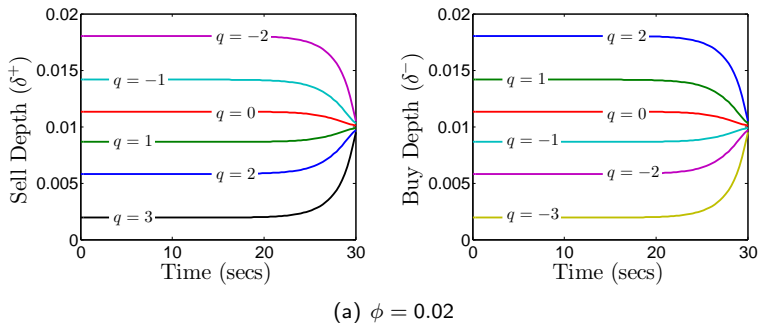 Sell Depth (δ⁺)
0.02
0.015
0.01
0.005
0
q = −2
q = −1
q = 0
q = 1
q = 2
q = 3
0 10 20 30
Time (secs)
Buy Depth (δ⁻)
0.02
0.015
0.01
0.005
0
q = 2
q = 1
q = 0
q = −1
q = −2
q = −3
0 10 20 30
Time (secs)
(a) ϕ = 0.02